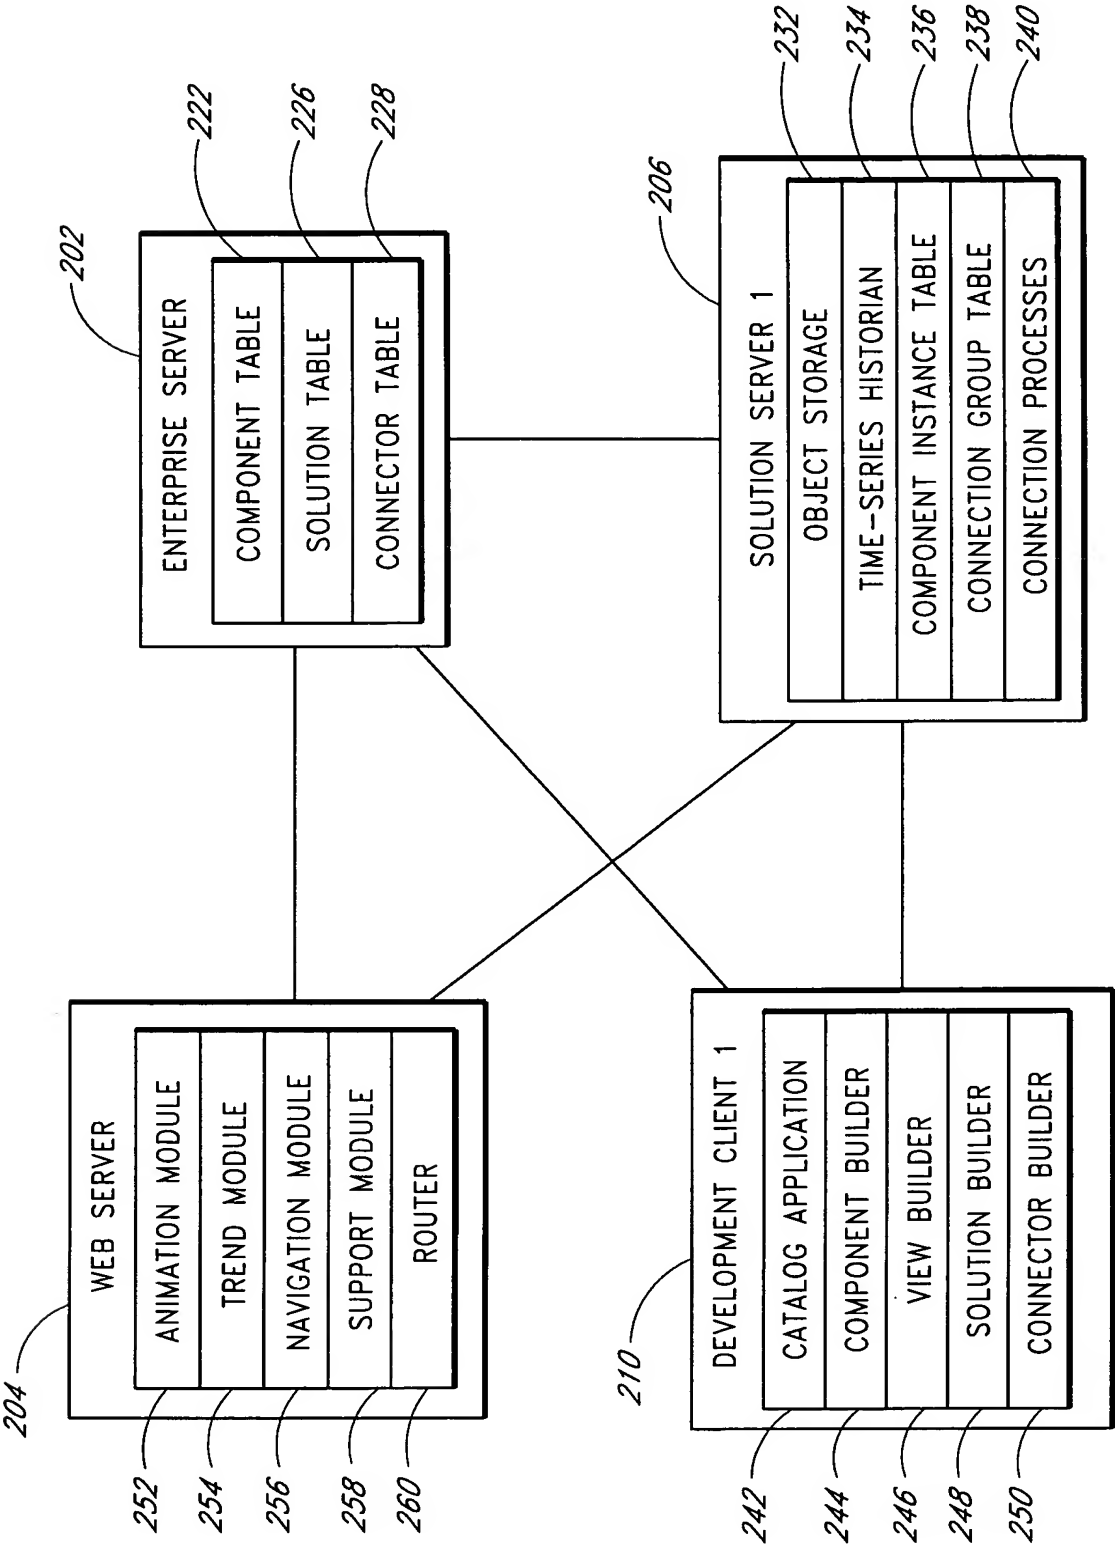 204
WEB SERVER
252
ANIMATION MODULE
254
TREND MODULE
256
NAVIGATION MODULE
258
SUPPORT MODULE
260
ROUTER
202
ENTERPRISE SERVER
COMPONENT TABLE
222
SOLUTION TABLE
226
CONNECTOR TABLE
228
210
DEVELOPMENT CLIENT 1
242
CATALOG APPLICATION
244
COMPONENT BUILDER
246
VIEW BUILDER
248
SOLUTION BUILDER
250
CONNECTOR BUILDER
206
SOLUTION SERVER 1
OBJECT STORAGE
232
TIME-SERIES HISTORIAN
234
COMPONENT INSTANCE TABLE
236
CONNECTION GROUP TABLE
238
CONNECTION PROCESSES
240